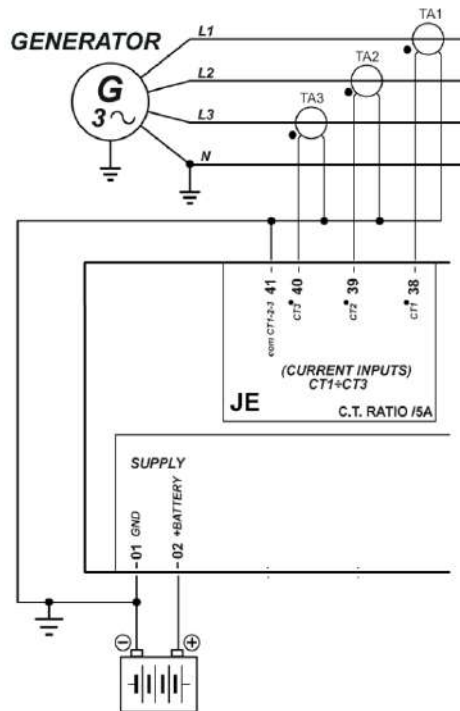 TA1
L1
GENERATOR
TA2
L2
G
3
TA3
L3
N
41
40
39
38
com CT1-2-3
CT3
CT2
CT1
(CURRENT INPUTS)
CT1÷CT3
JE
C.T. RATIO /5A
SUPPLY
01 GND
02 +BATTERY